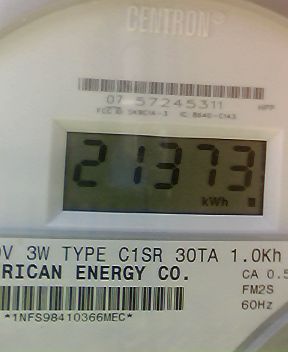 CENTRON®
07 57245311
21373
kWh
V 3W TYPE C1SR 30TA 1.0Kh
RICAN ENERGY CO.
CA 0.5
FM2S
60Hz
*1NFS98410366MEC*